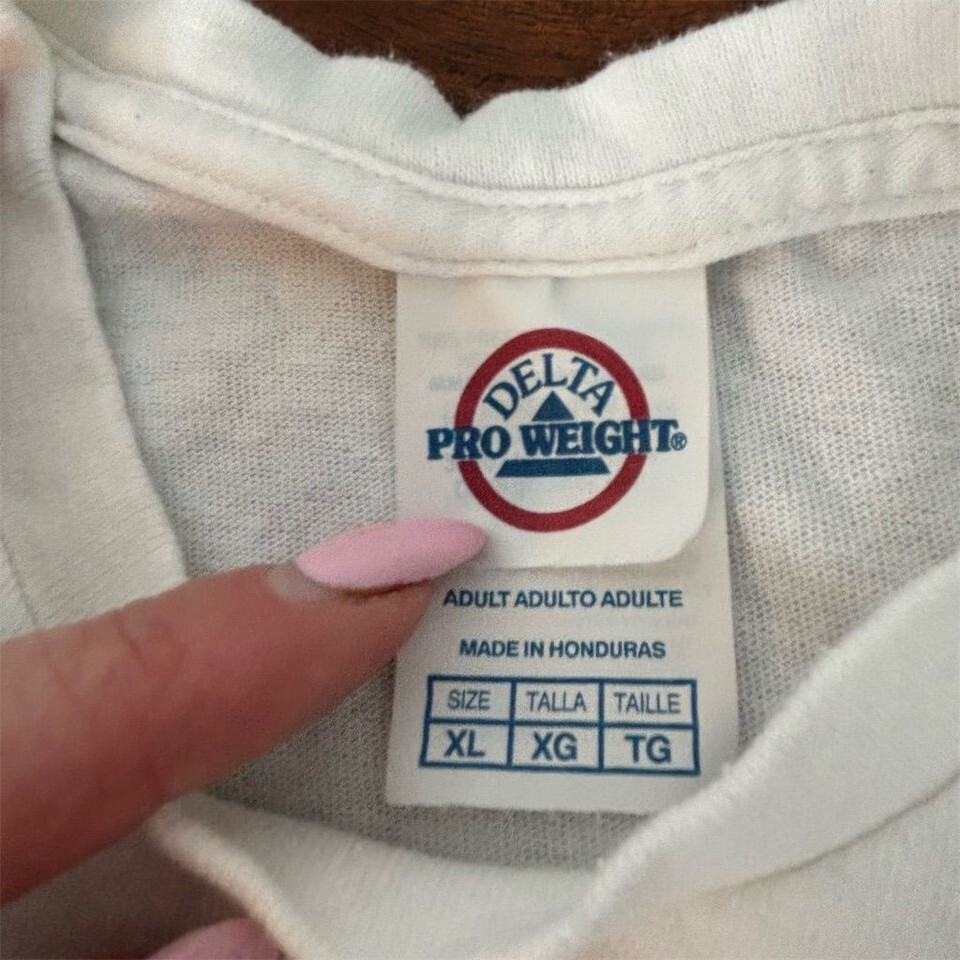 DELTA
PRO WEIGHT®
ADULT ADULTO ADULTE
MADE IN HONDURAS
SIZE TALLA TAILLE
XL XG TG